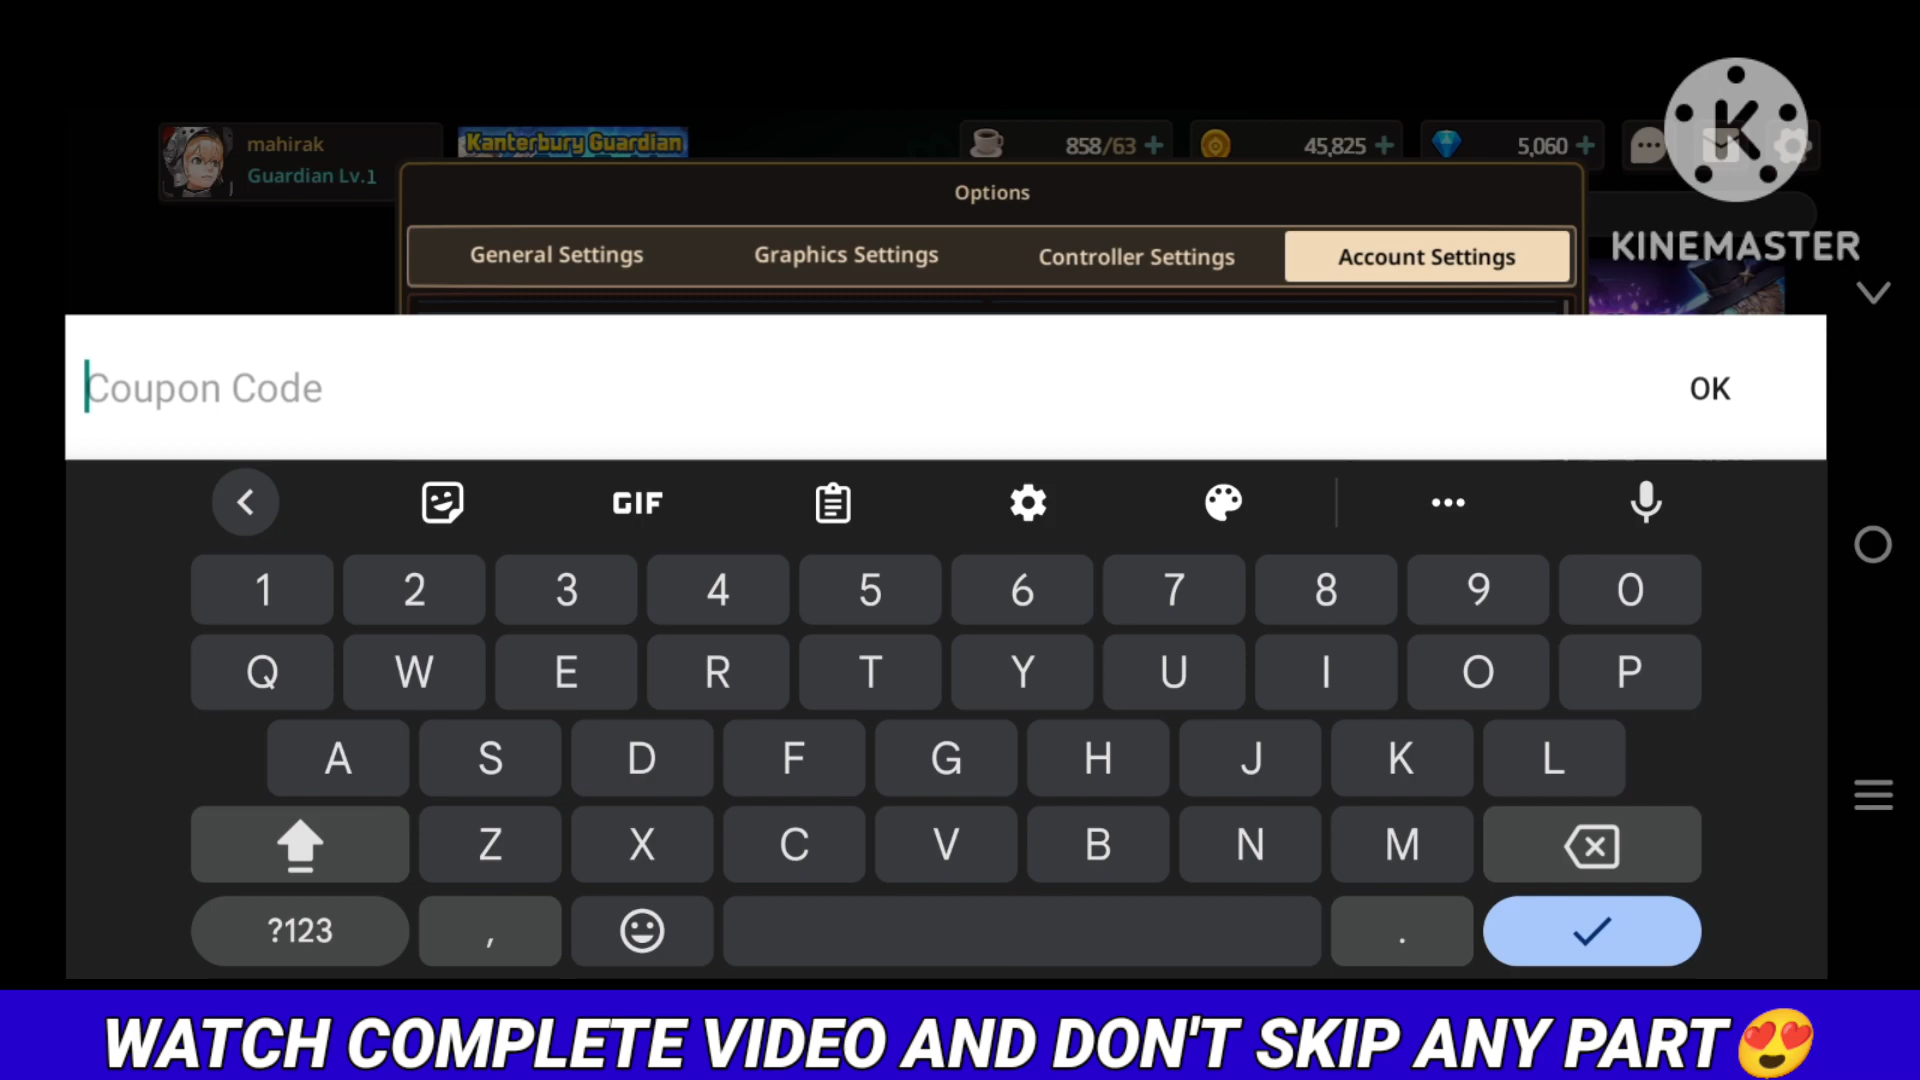 mahirak
Guardian Lv.1
Kanterbury Guardian
858/63 +
45,825 +
5,060 +
K
KINEMASTER
Options
General Settings
Graphics Settings
Controller Settings
Account Settings
Coupon Code
OK
GIF
1 2 3 4 5 6 7 8 9 0
Q W E R T Y U I O P
A S D F G H J K L
Z X C V B N M
?123 , .
WATCH COMPLETE VIDEO AND DON'T SKIP ANY PART😍